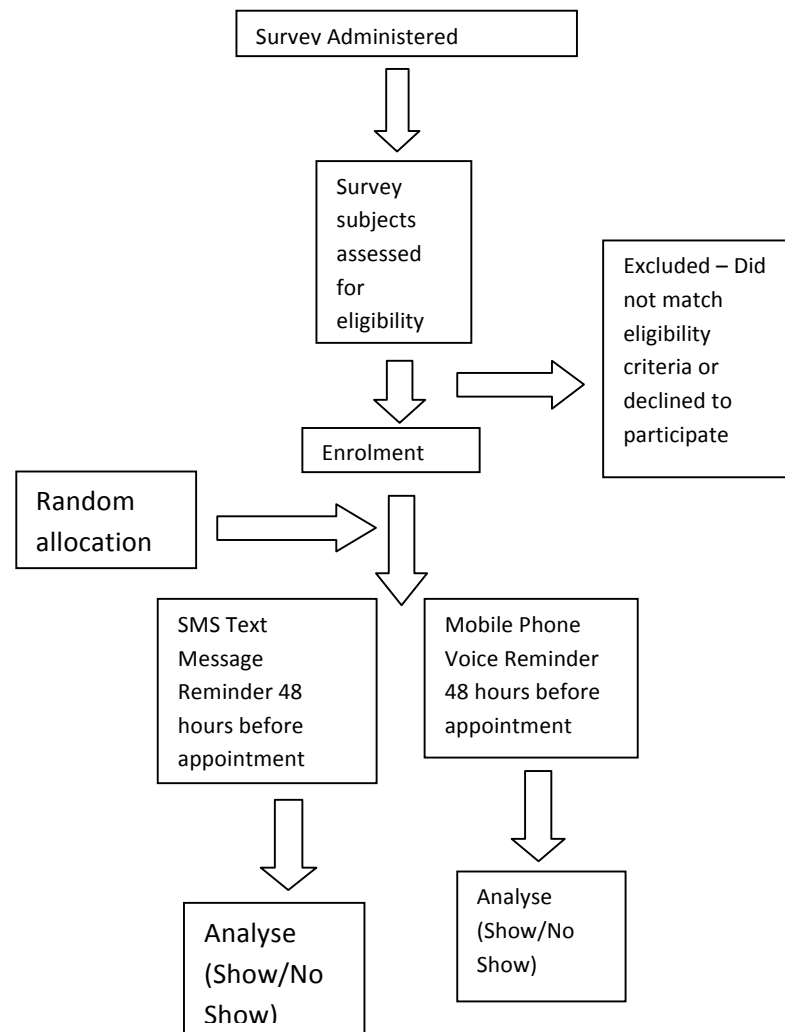 Survey Administered
Survey
subjects
assessed
for
eligibility
Excluded – Did
not match
eligibility
criteria or
declined to
participate
Enrolment
Random
allocation
SMS Text
Message
Reminder 48
hours before
appointment
Mobile Phone
Voice Reminder
48 hours before
appointment
Analyse
(Show/No
Show)
Analyse
(Show/No
Show)